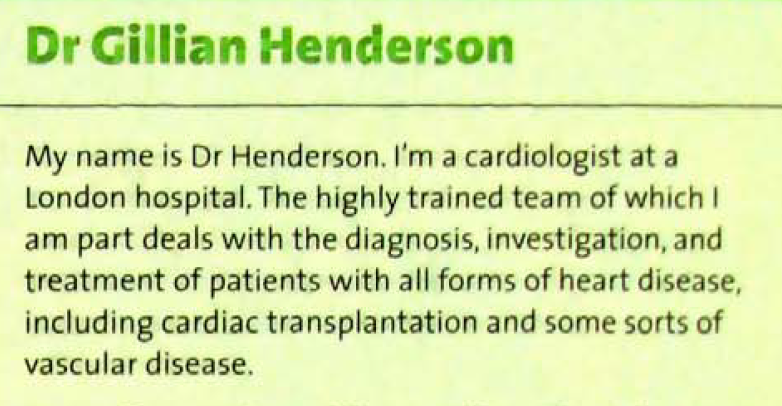 Dr Gillian Henderson
My name is Dr Henderson. I'm a cardiologist at a
London hospital. The highly trained team of which I
am part deals with the diagnosis, investigation, and
treatment of patients with all forms of heart disease,
including cardiac transplantation and some sorts of
vascular disease.